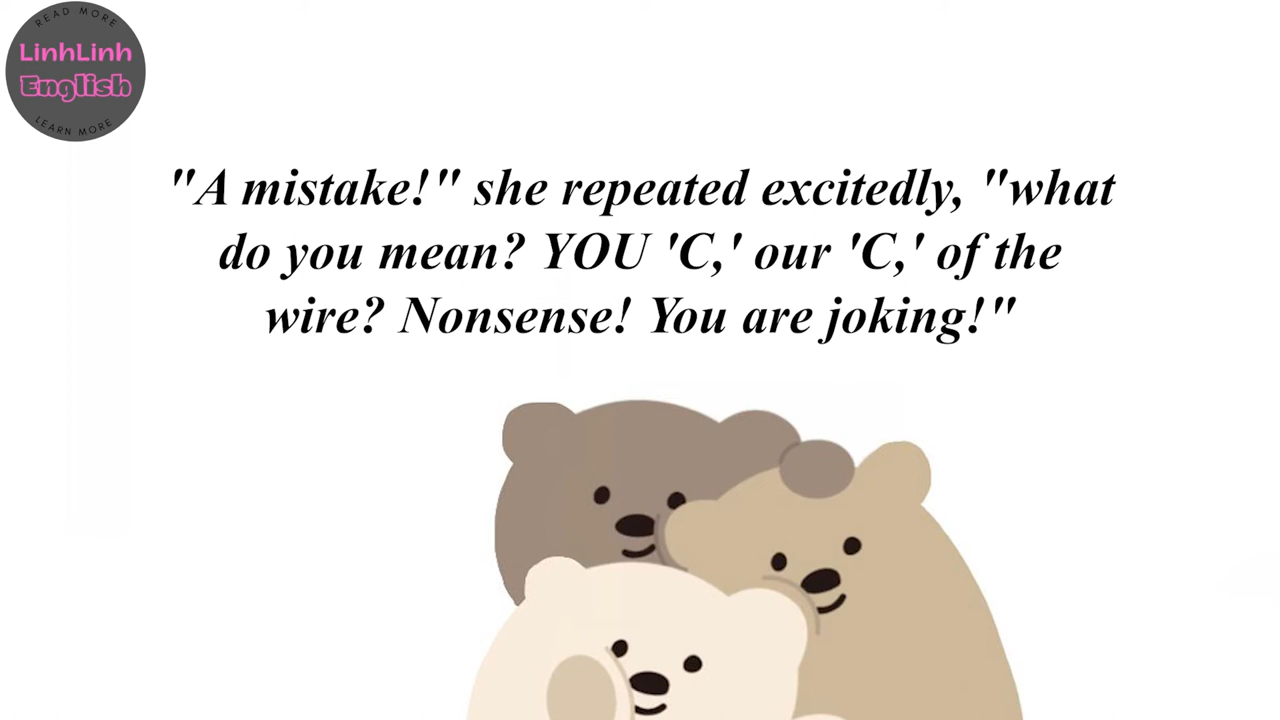 READ MORE
LinhLinh
English
LEARN MORE
"A mistake!" she repeated excitedly, "what
do you mean? YOU 'C,' our 'C,' of the
wire? Nonsense! You are joking!"